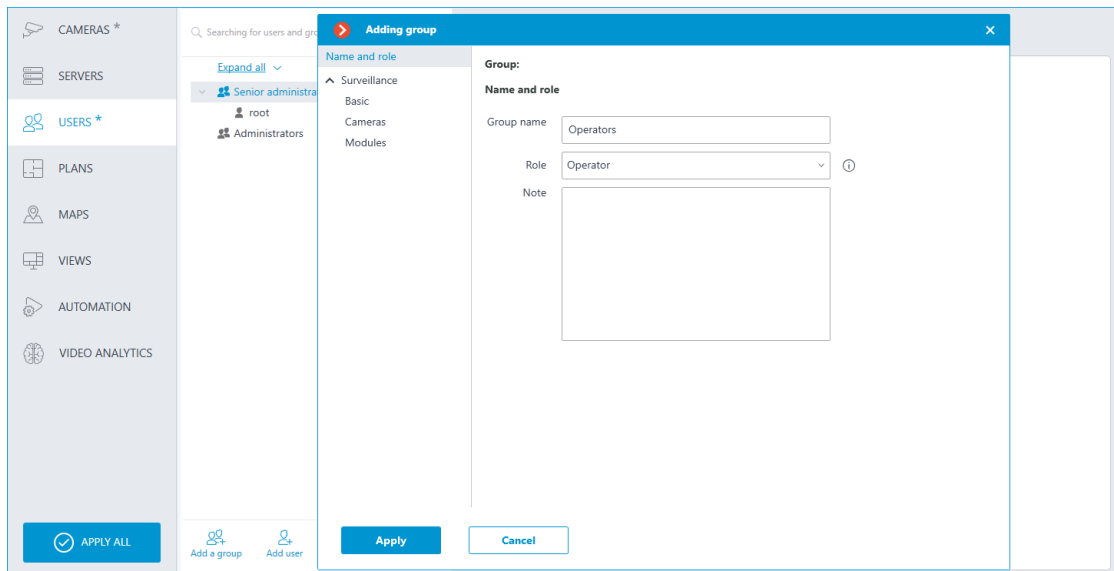 CAMERAS *
SERVERS
USERS *
PLANS
MAPS
VIEWS
AUTOMATION
VIDEO ANALYTICS
APPLY ALL
Searching for users and gro
Expand all
Senior administra
root
Administrators
Add a group
Add user
Adding group
Name and role
Surveillance
Basic
Cameras
Modules
Group:
Name and role
Group name
Operators
Role
Operator
Note
Apply
Cancel